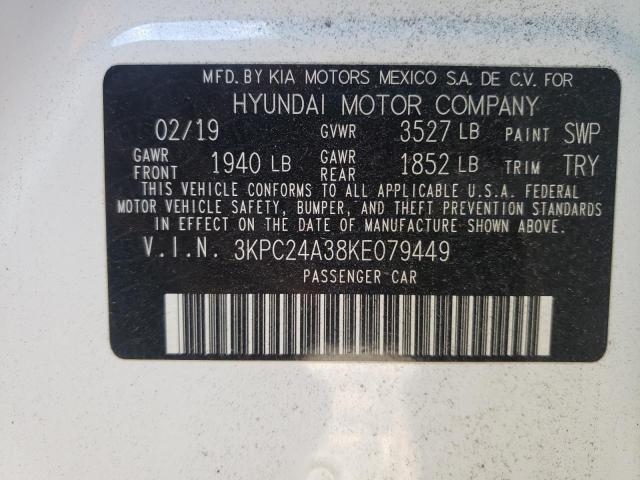 MFD. BY KIA MOTORS MEXICO S.A. DE C.V. FOR
HYUNDAI MOTOR COMPANY
02/19 GVWR 3527 LB PAINT SWP
GAWR FRONT 1940 LB GAWR REAR 1852 LB TRIM TRY
THIS VEHICLE CONFORMS TO ALL APPLICABLE U.S.A. FEDERAL
MOTOR VEHICLE SAFETY, BUMPER, AND THEFT PREVENTION STANDARDS
IN EFFECT ON THE DATE OF MANUFACTURE SHOWN ABOVE.
V.I.N. 3KPC24A38KE079449
PASSENGER CAR